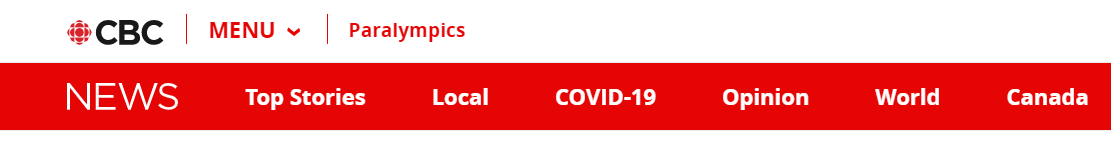 CBC MENU Paralympics
NEWS Top Stories Local COVID-19 Opinion World Canada